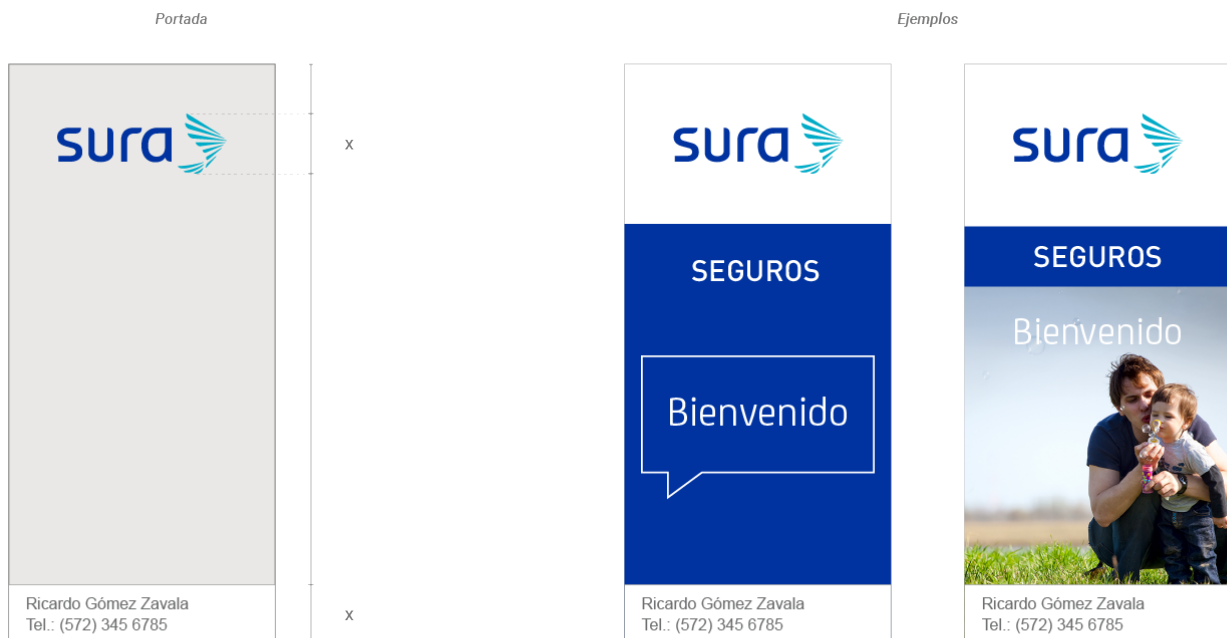 Portada
Ejemplos
sura
x
Ricardo Gómez Zavala
Tel.: (572) 345 6785
x
sura
SEGUROS
Bienvenido
Ricardo Gómez Zavala
Tel.: (572) 345 6785
sura
SEGUROS
Bienvenido
Ricardo Gómez Zavala
Tel.: (572) 345 6785